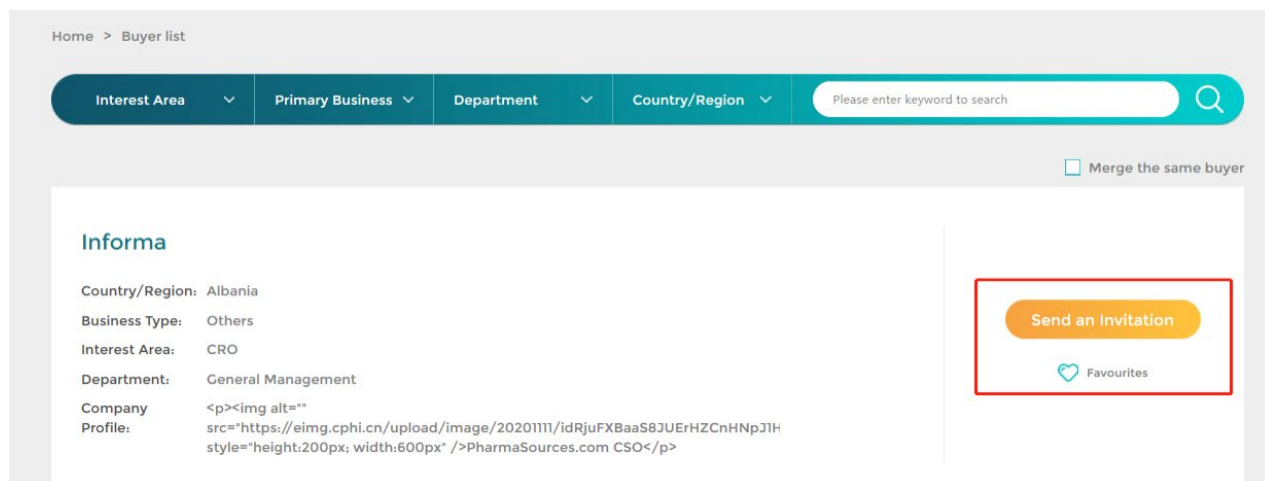 Home > Buyer list
Interest Area Primary Business Department Country/Region Please enter keyword to search
Merge the same buyer
Informa
Country/Region: Albania
Business Type: Others
Interest Area: CRO
Department: General Management
Company Profile: <p><img alt=""
src="https://eimg.cphi.cn/upload/image/20201111/idRjuFXBaaS8JUErHZCnHNpJ1H
style="height:200px; width:600px" />PharmaSources.com CSO</p>
Send an Invitation
Favourites